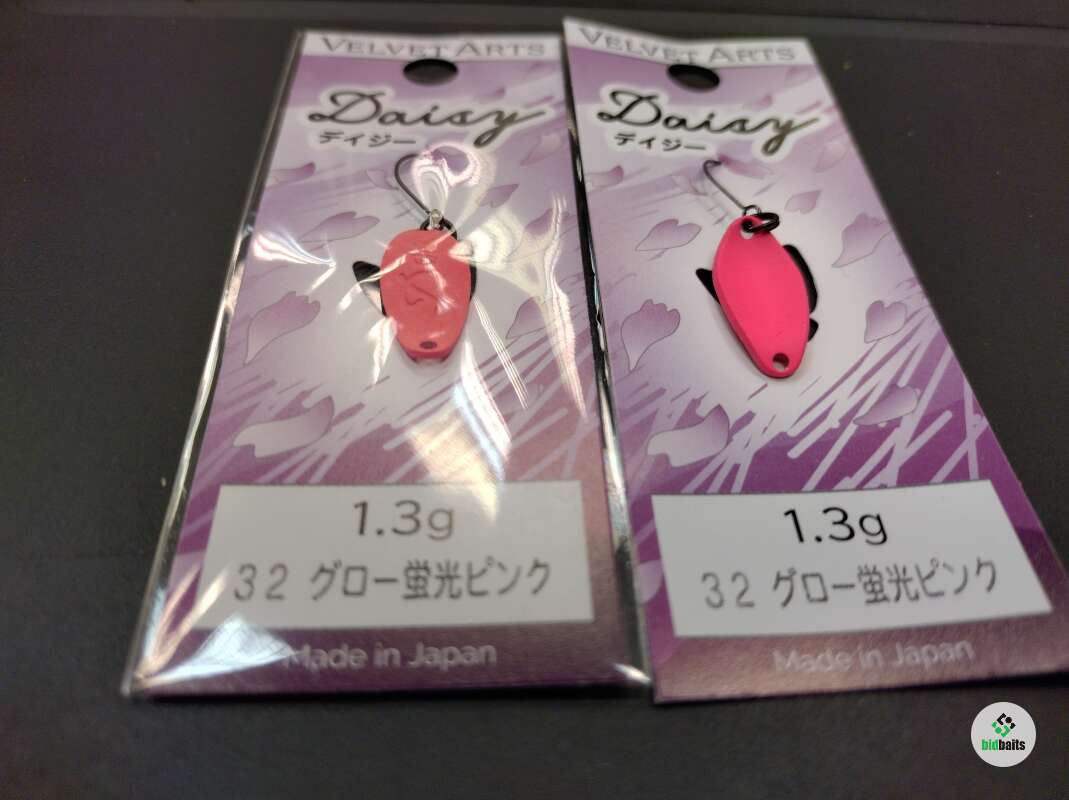 VELVET ARTS
Daisy
デイジー
1.3g
32 グロー蛍光ピンク
Made in Japan
VELVET ARTS
Daisy
デイジー
1.3g
32 グロー蛍光ピンク
Made in Japan
bidbaits